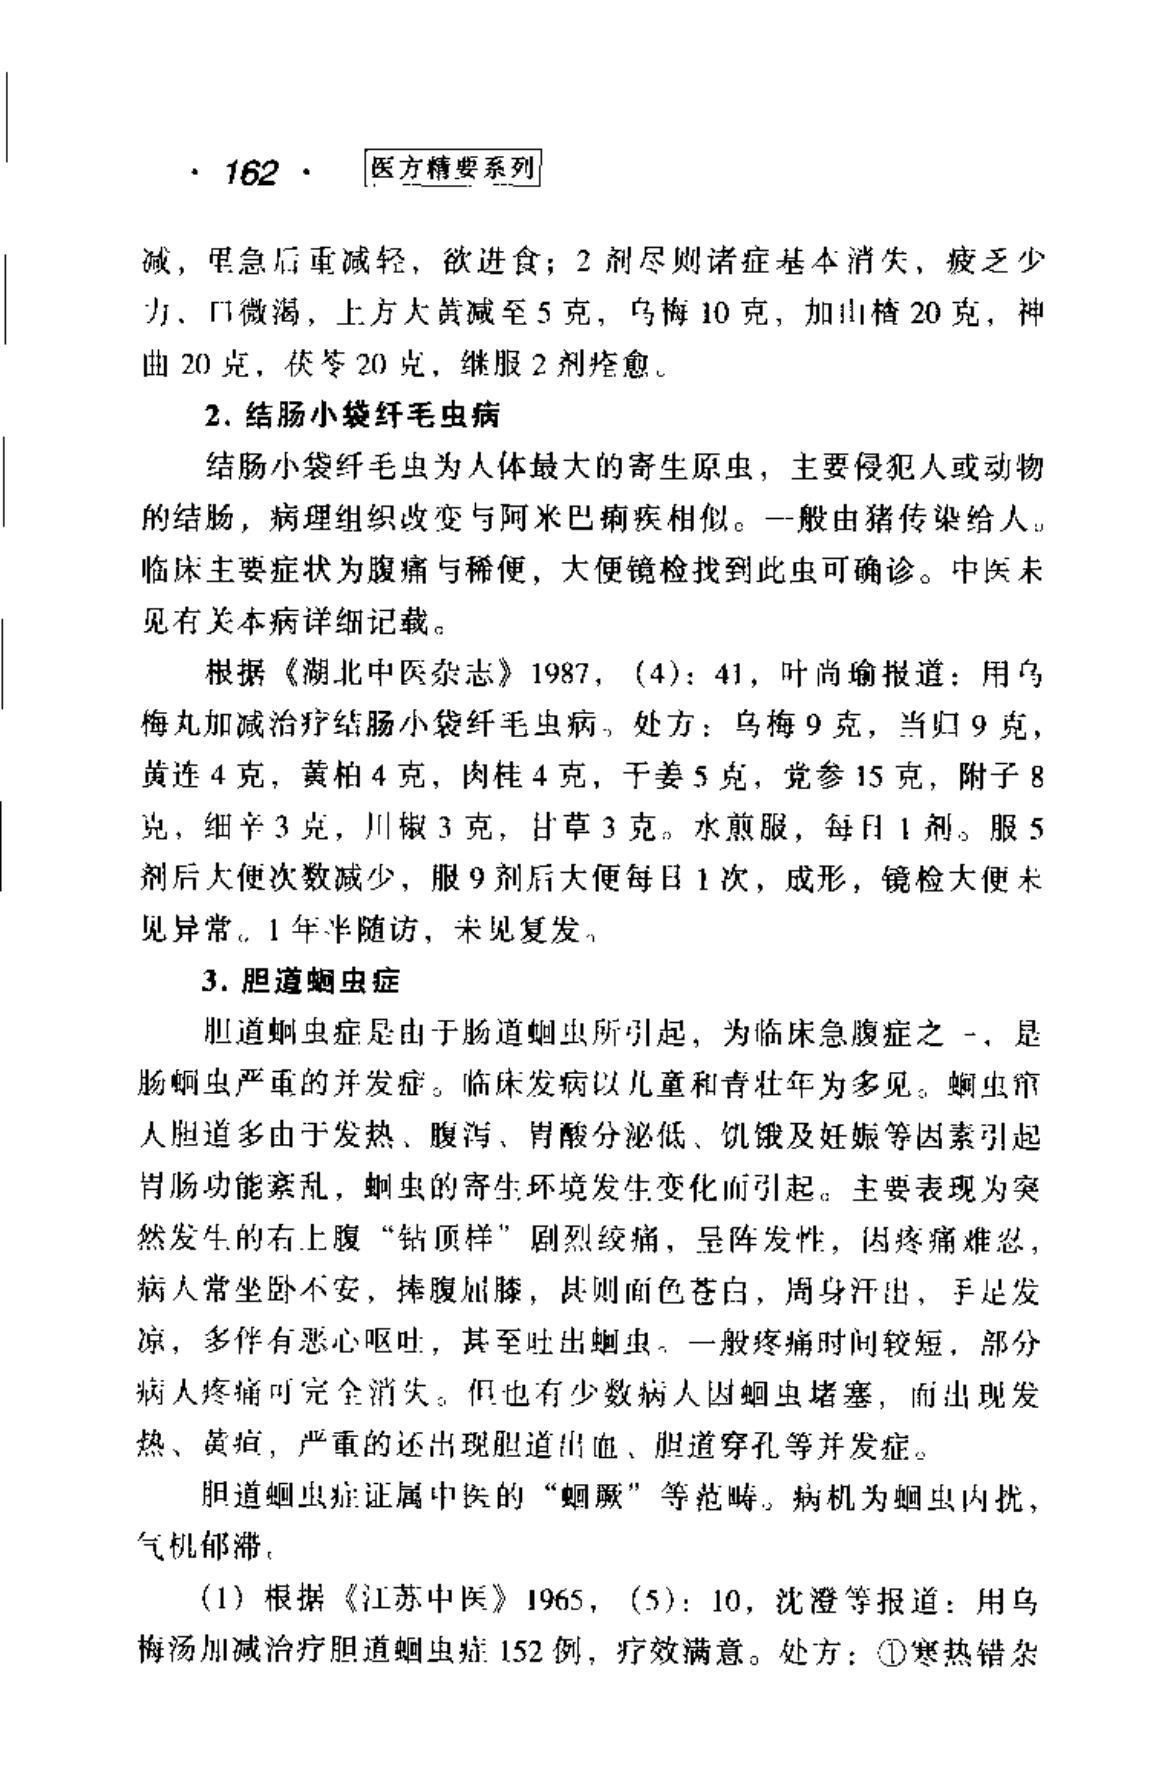 · 162 · 医方精要系列
减，里急后重减轻，欲进食；2 剂尽则诸症基本消失，疲乏少
力、口微渴，上方大黄减至 5 克，乌梅 10 克，加山楂 20 克，神
曲 20 克，茯苓 20 克，继服 2 剂痊愈。
2. 结肠小袋纤毛虫病
结肠小袋纤毛虫为人体最大的寄生原虫，主要侵犯人或动物
的结肠，病理组织改变与阿米巴痢疾相似。一般由猪传染给人。
临床主要症状为腹痛与稀便，大便镜检找到此虫可确诊。中医未
见有关本病详细记载。
根据《湖北中医杂志》1987，（4）：41，叶尚瑜报道：用乌
梅丸加减治疗结肠小袋纤毛虫病。处方：乌梅 9 克，当归 9 克，
黄连 4 克，黄柏 4 克，肉桂 4 克，干姜 5 克，党参 15 克，附子 8
克，细辛 3 克，川椒 3 克，甘草 3 克。水煎服，每日 1 剂。服 5
剂后大便次数减少，服 9 剂后大便每日 1 次，成形，镜检大便未
见异常。1 年半随访，未见复发。
3. 胆道蛔虫症
胆道蛔虫症是由于肠道蛔虫所引起，为临床急腹症之一，是
肠蛔虫严重的并发症。临床发病以儿童和青壮年为多见。蛔虫窜
入胆道多由于发热、腹泻、胃酸分泌低、饥饿及妊娠等因素引起
胃肠功能紊乱，蛔虫的寄生环境发生变化而引起。主要表现为突
然发生的右上腹“钻顶样”剧烈绞痛，呈阵发性，因疼痛难忍，
病人常坐卧不安，捧腹屈膝，甚则面色苍白，周身汗出，手足发
凉，多伴有恶心呕吐，甚至吐出蛔虫。一般疼痛时间较短，部分
病人疼痛可完全消失。但也有少数病人因蛔虫堵塞，而出现发
热、黄疸，严重的还出现胆道出血、胆道穿孔等并发症。
胆道蛔虫症证属中医的“蛔厥”等范畴。病机为蛔虫内扰，
气机郁滞。
（1）根据《江苏中医》1965，（5）：10，沈澄等报道：用乌
梅汤加减治疗胆道蛔虫症 152 例，疗效满意。处方：①寒热错杂